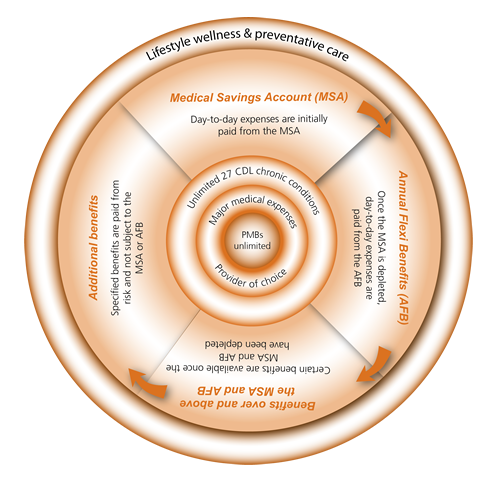 Lifestyle wellness & preventative care
Medical Savings Account (MSA)
Day-to-day expenses are initially
paid from the MSA
Annual Flexi Benefits (AFB)
Once the MSA is depleted,
day-to-day expenses are
paid from the AFB
Benefits over and above
the MSA and AFB
Certain benefits are available once the
MSA and AFB
have been depleted
Additional benefits
Specified benefits are paid from
risk and not subject to the
MSA or AFB
Unlimited 27 CDL chronic conditions
Major medical expenses
PMBs
unlimited
Provider of choice